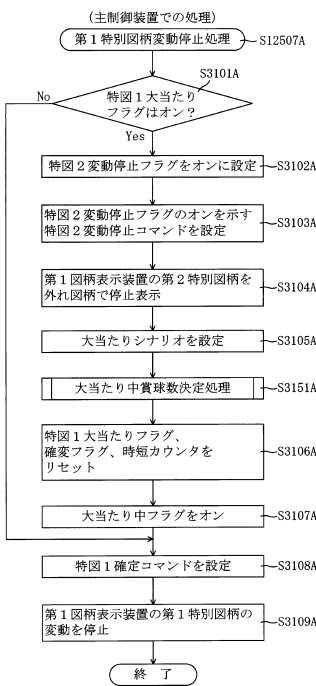 (主制御装置での処理)
第1特別図柄変動停止処理
S12507A
S3101A
特図1大当たり
フラグはオン?
No
Yes
特図2変動停止フラグをオンに設定
S3102A
特図2変動停止フラグのオンを示す
特図2変動停止コマンドを設定
S3103A
第1図柄表示装置の第2特別図柄を
外れ図柄で停止表示
S3104A
大当たりシナリオを設定
S3105A
大当たり中賞球数決定処理
S3151A
特図1大当たりフラグ、
確変フラグ、時短カウンタを
リセット
S3106A
大当たり中フラグをオン
S3107A
特図1確定コマンドを設定
S3108A
第1図柄表示装置の第1特別図柄の
変動を停止
S3109A
終 了